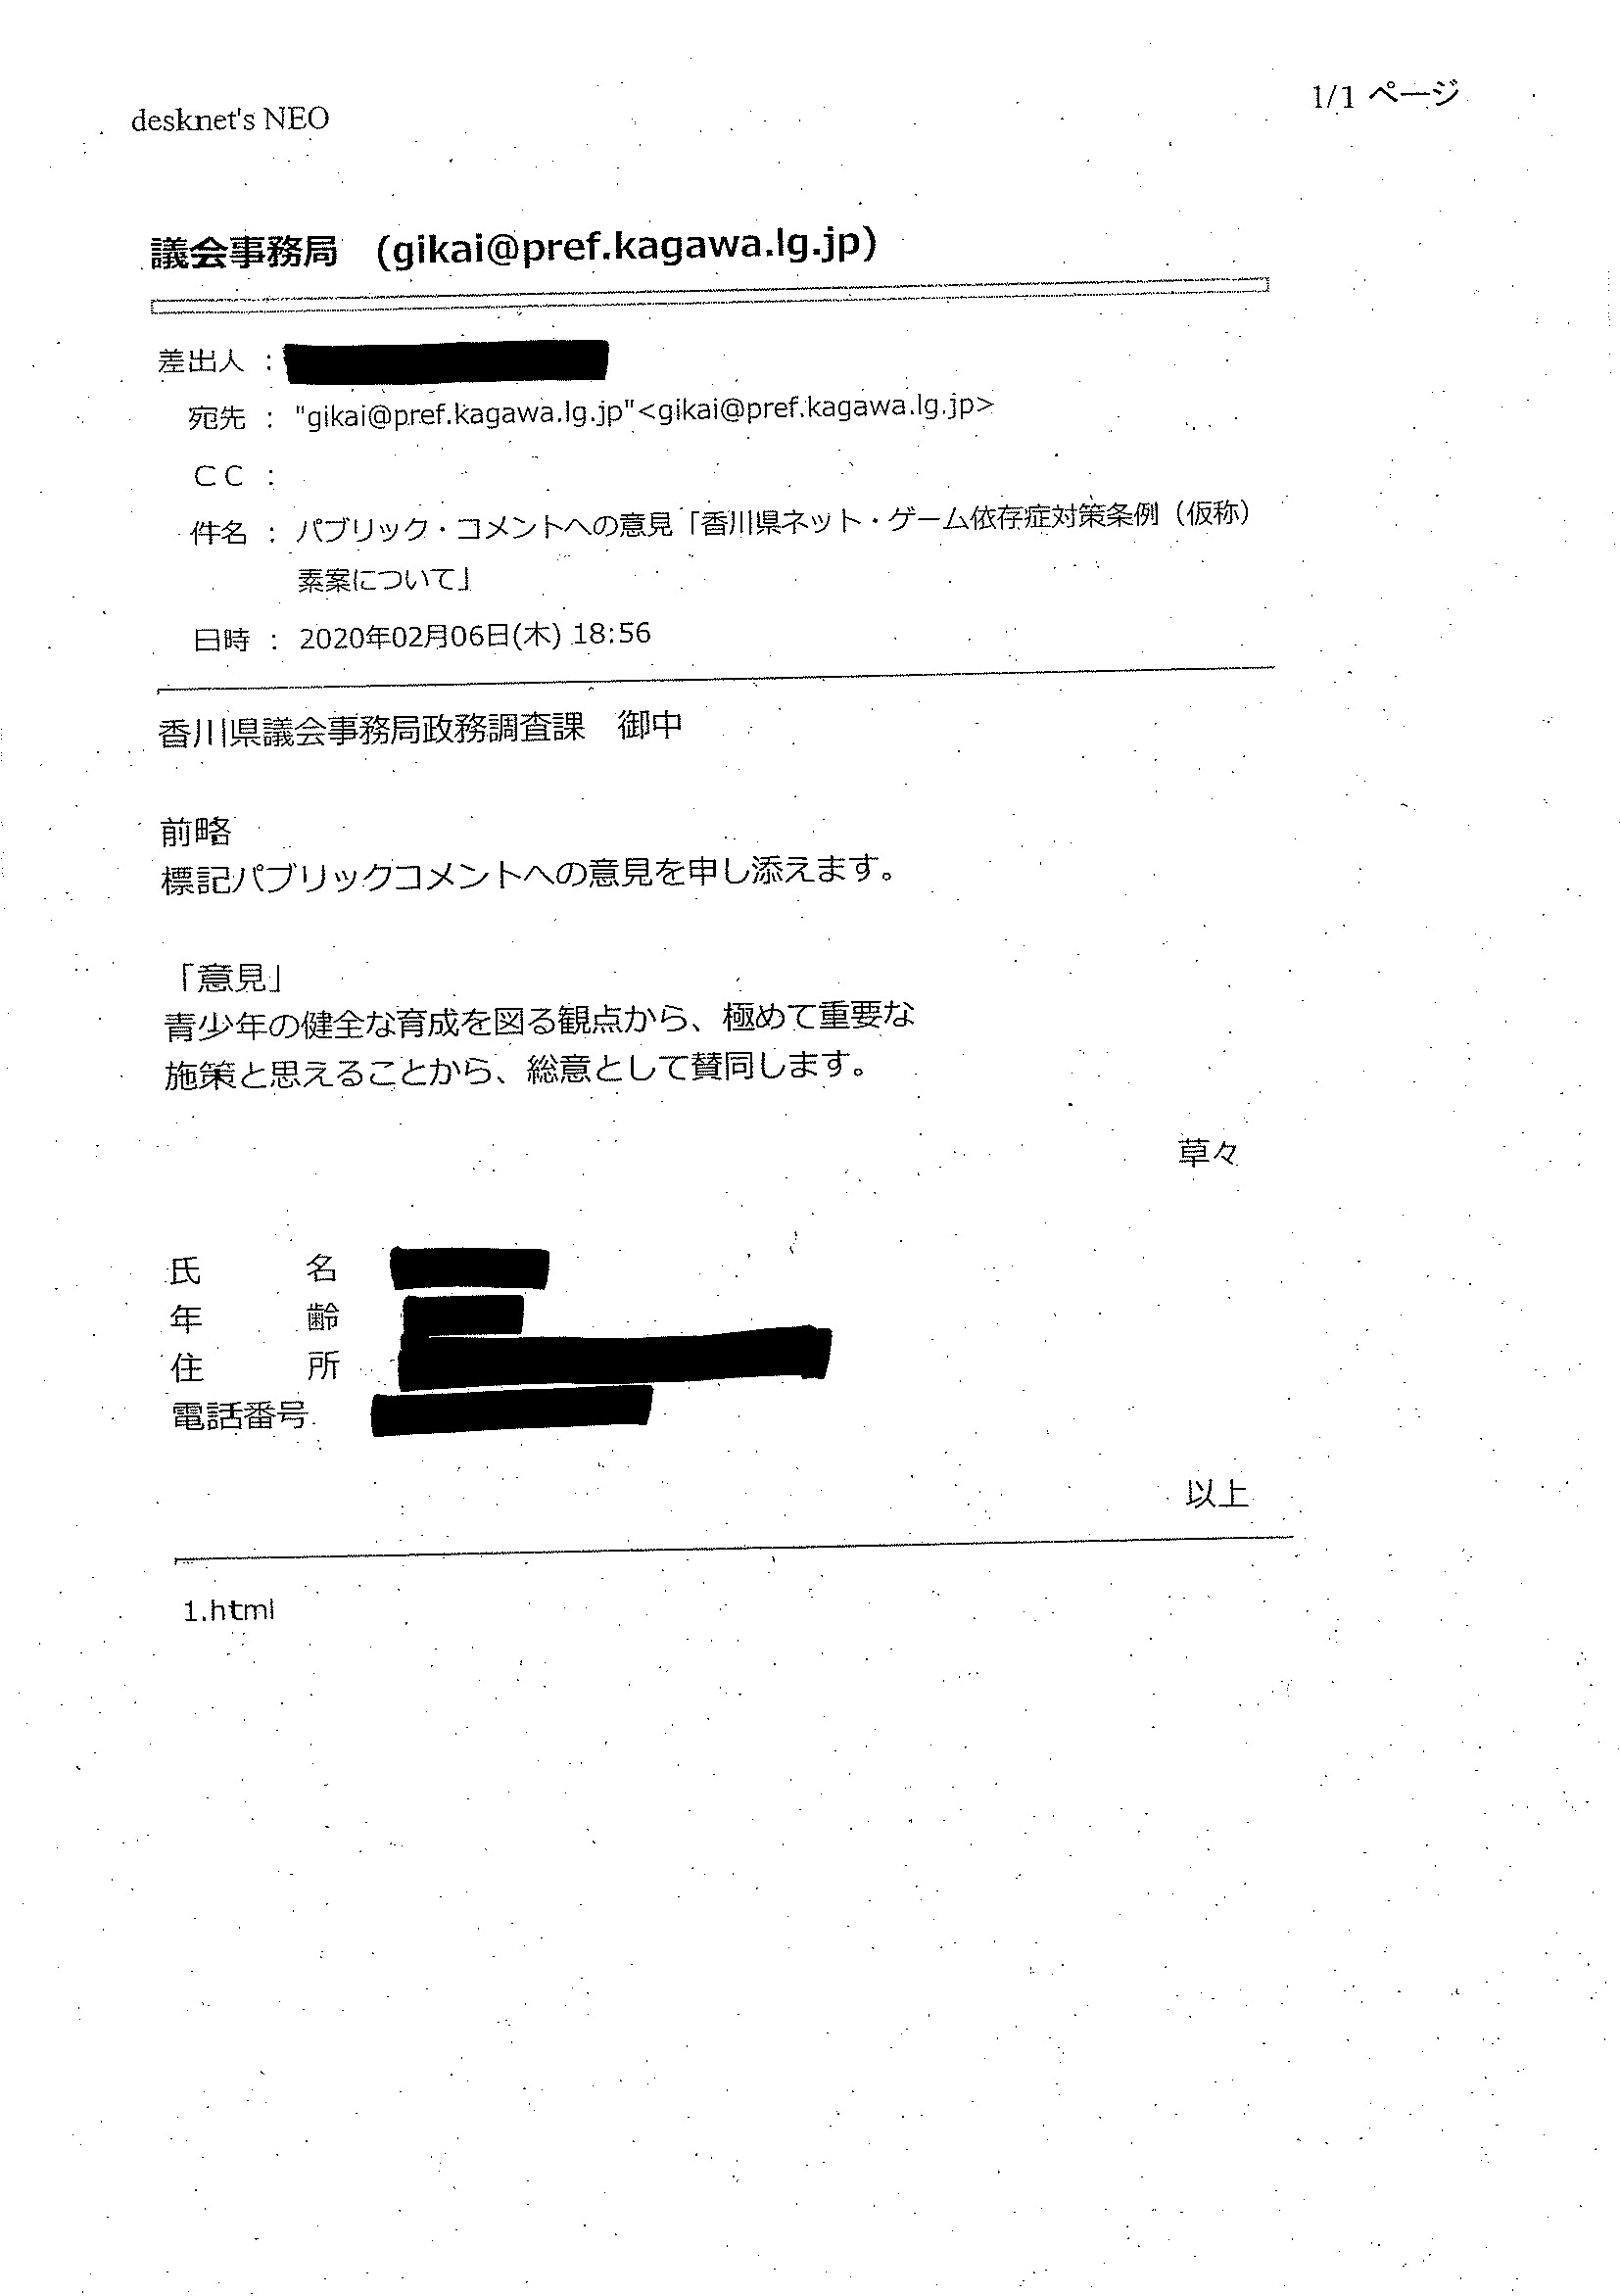 desknet's NEO
1/1 ページ
議会事務局　(gikai@pref.kagawa.lg.jp)
差出人 :
宛先 : "gikai@pref.kagawa.lg.jp"<gikai@pref.kagawa.lg.jp>
ＣＣ :
件名 : パブリック・コメントへの意見「香川県ネット・ゲーム依存症対策条例（仮称）
素案について」
日時 : 2020年02月06日(木) 18:56
香川県議会事務局政務調査課　御中
前略
標記パブリックコメントへの意見を申し添えます。
「意見」
青少年の健全な育成を図る観点から、極めて重要な
施策と思えることから、総意として賛同します。
草々
氏　　　名
年　　　齢
住　　　所
電話番号
以上
1.html